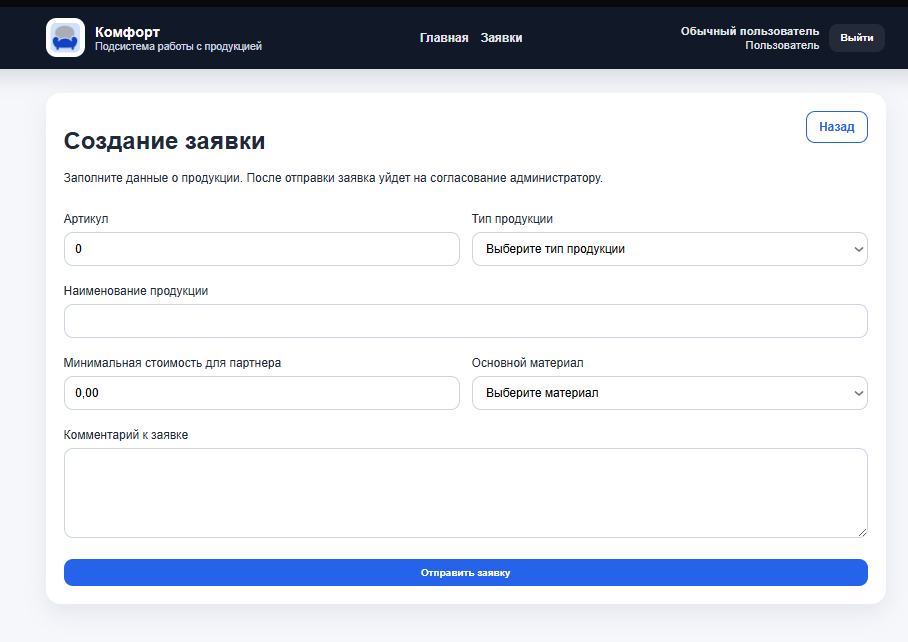 Комфорт
Подсистема работы с продукцией
Главная Заявки
Обычный пользователь
Пользователь
Выйти
Создание заявки
Назад
Заполните данные о продукции. После отправки заявка уйдет на согласование администратору.
Артикул
0
Тип продукции
Выберите тип продукции
Наименование продукции
Минимальная стоимость для партнера
0,00
Основной материал
Выберите материал
Комментарий к заявке
Отправить заявку